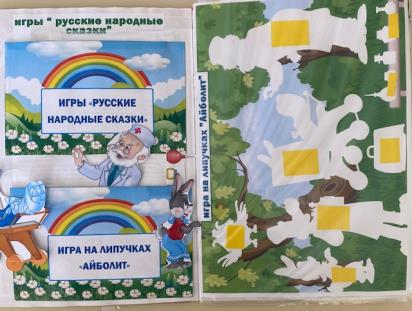 игры " русские народные
сказки"
ИГРЫ «РУССКИЕ
НАРОДНЫЕ СКАЗКИ»
ИГРА НА ЛИПУЧКАХ
«АЙБОЛИТ»
игра на липучках "Айболит"